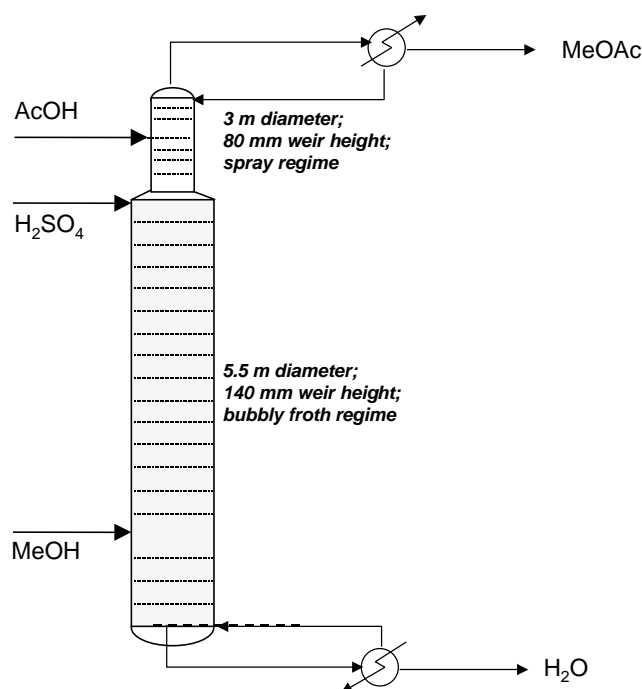 MeOAc
AcOH
3 m diameter;
80 mm weir height;
spray regime
H₂SO₄
5.5 m diameter;
140 mm weir height;
bubbly froth regime
MeOH
H₂O